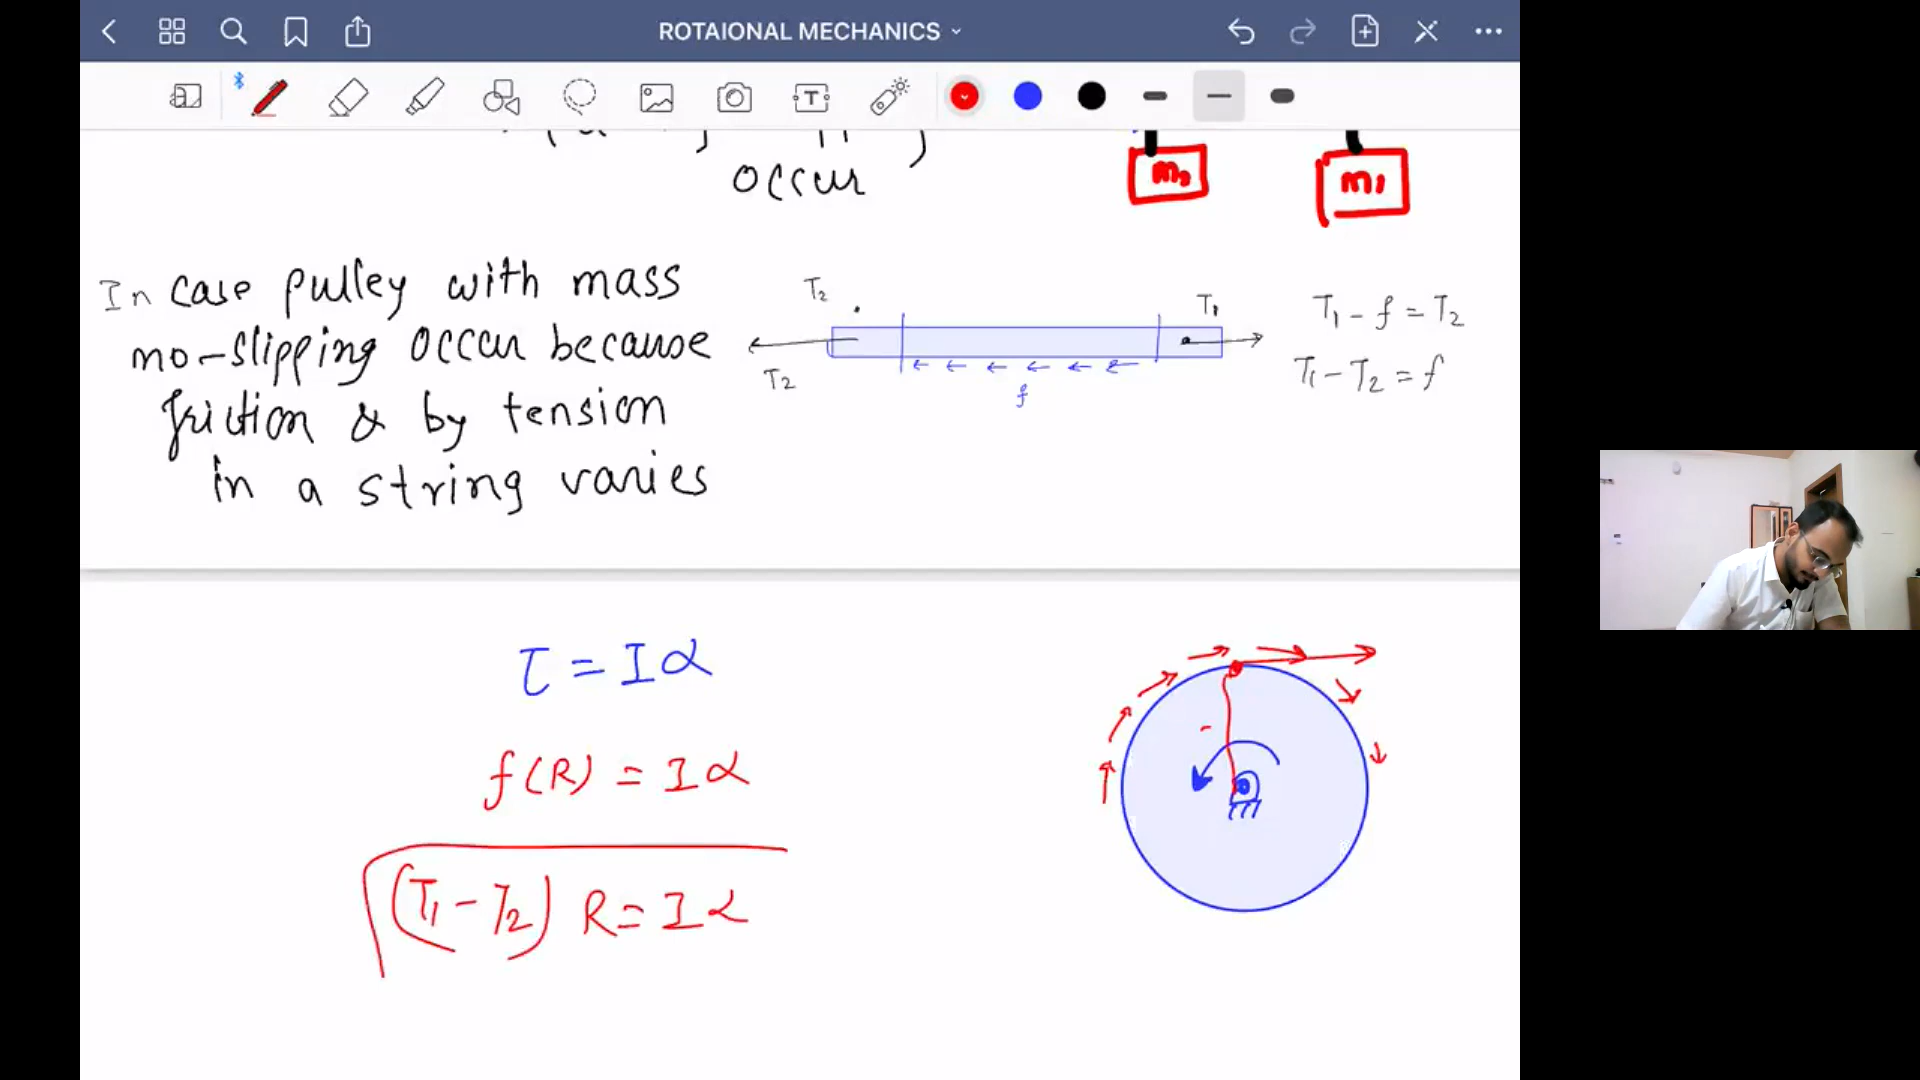 ROTAIONAL MECHANICS
occur
m2
m1
In case pulley with mass
no-slipping occur because
friction & by tension
in a string varies
T2
T1
T2
f
T1 - f = T2
T1 - T2 = f
τ = Iα
f(R) = Iα
(T1 - T2) R = Iα